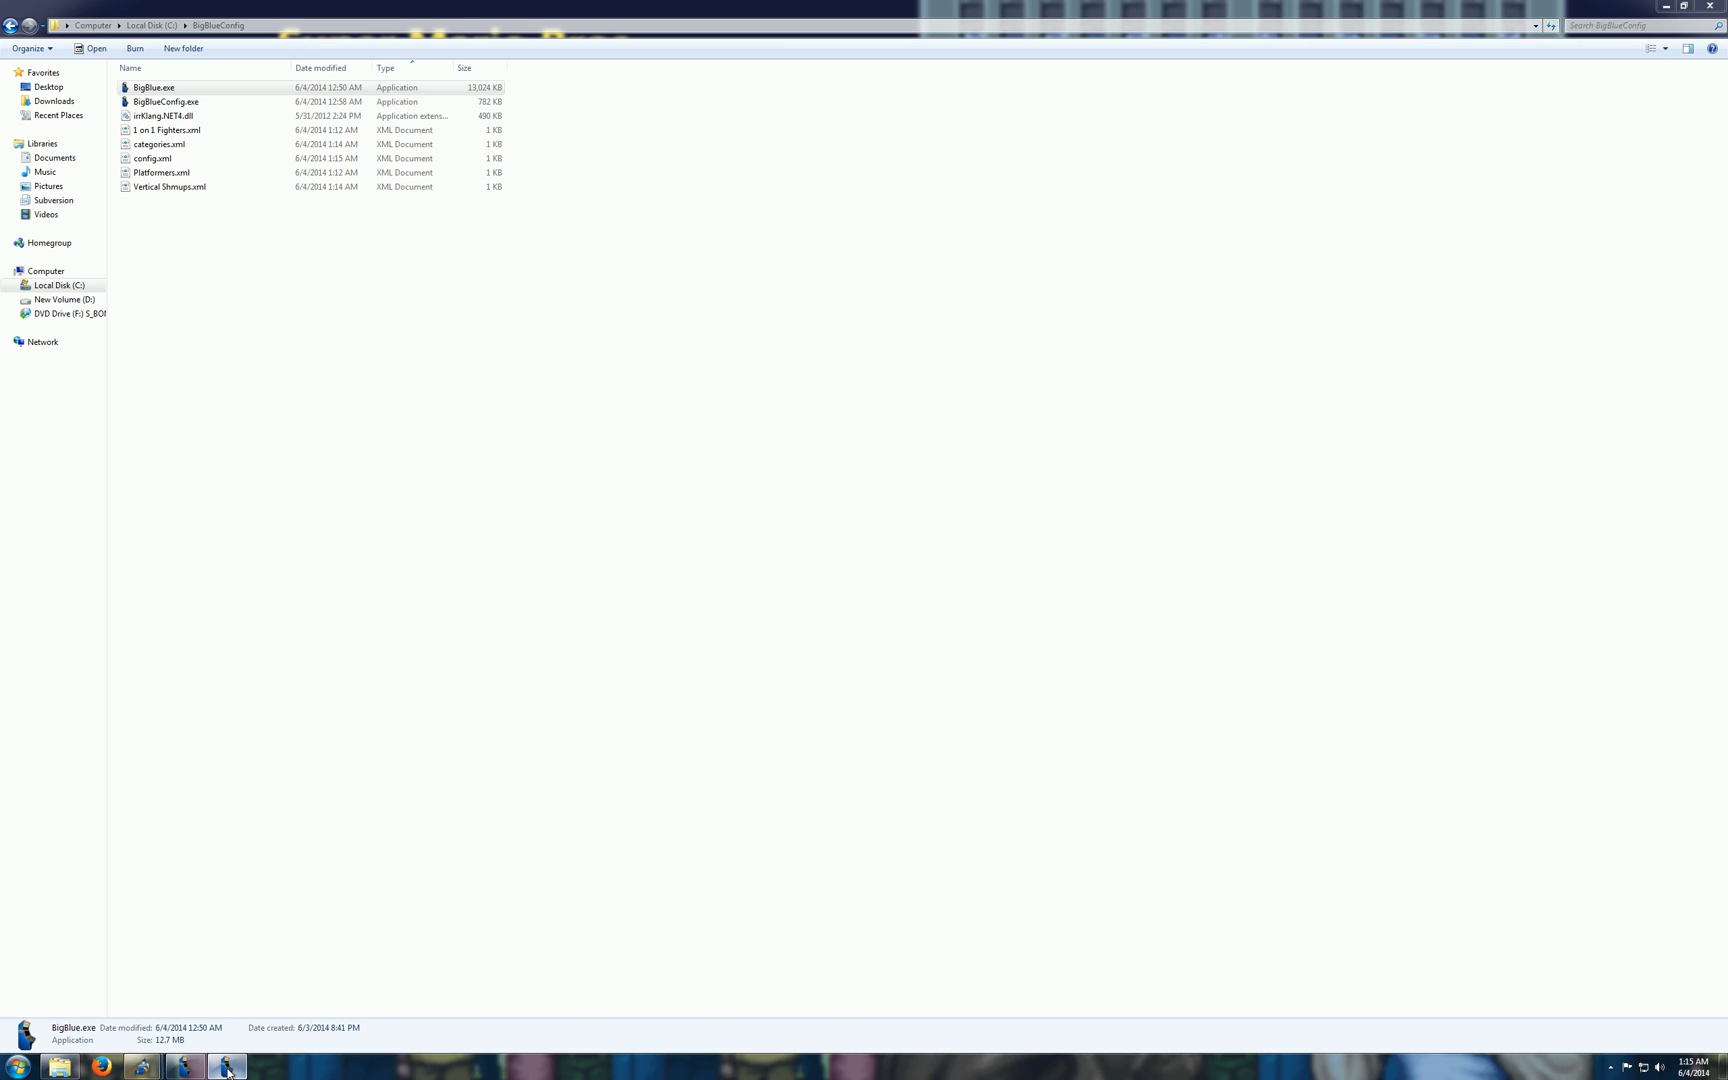 Computer Local Disk (C:) BigBlueConfig Search BigBlueConfig
Organize Open Burn New folder
Name Date modified Type Size
Favorites
Desktop
Downloads
Recent Places
Libraries
Documents
Music
Pictures
Subversion
Videos
Homegroup
Computer
Local Disk (C:)
New Volume (D:)
DVD Drive (F:) S_BOI
Network
BigBlue.exe 6/4/2014 12:50 AM Application 13,024 KB
BigBlueConfig.exe 6/4/2014 12:58 AM Application 782 KB
irrKlang.NET4.dll 5/31/2012 2:24 PM Application extens... 490 KB
1 on 1 Fighters.xml 6/4/2014 1:12 AM XML Document 1 KB
categories.xml 6/4/2014 1:14 AM XML Document 1 KB
config.xml 6/4/2014 1:15 AM XML Document 1 KB
Platformers.xml 6/4/2014 1:12 AM XML Document 1 KB
Vertical Shmups.xml 6/4/2014 1:14 AM XML Document 1 KB
BigBlue.exe Date modified: 6/4/2014 12:50 AM Date created: 6/3/2014 8:41 PM
Application Size: 12.7 MB
1:15 AM
6/4/2014